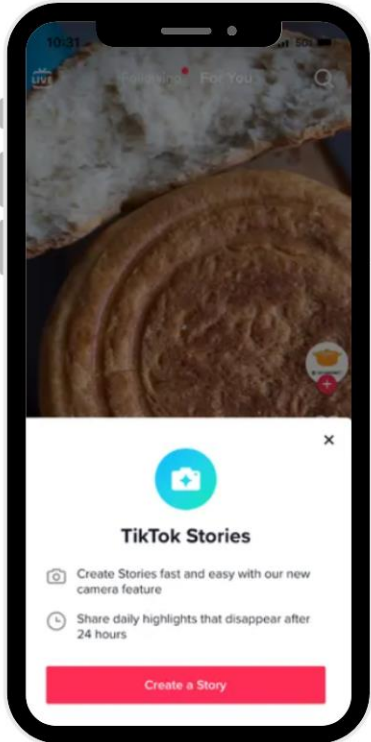 10:31
LIVE
Following For You
TikTok Stories
Create Stories fast and easy with our new
camera feature
Share daily highlights that disappear after
24 hours
Create a Story